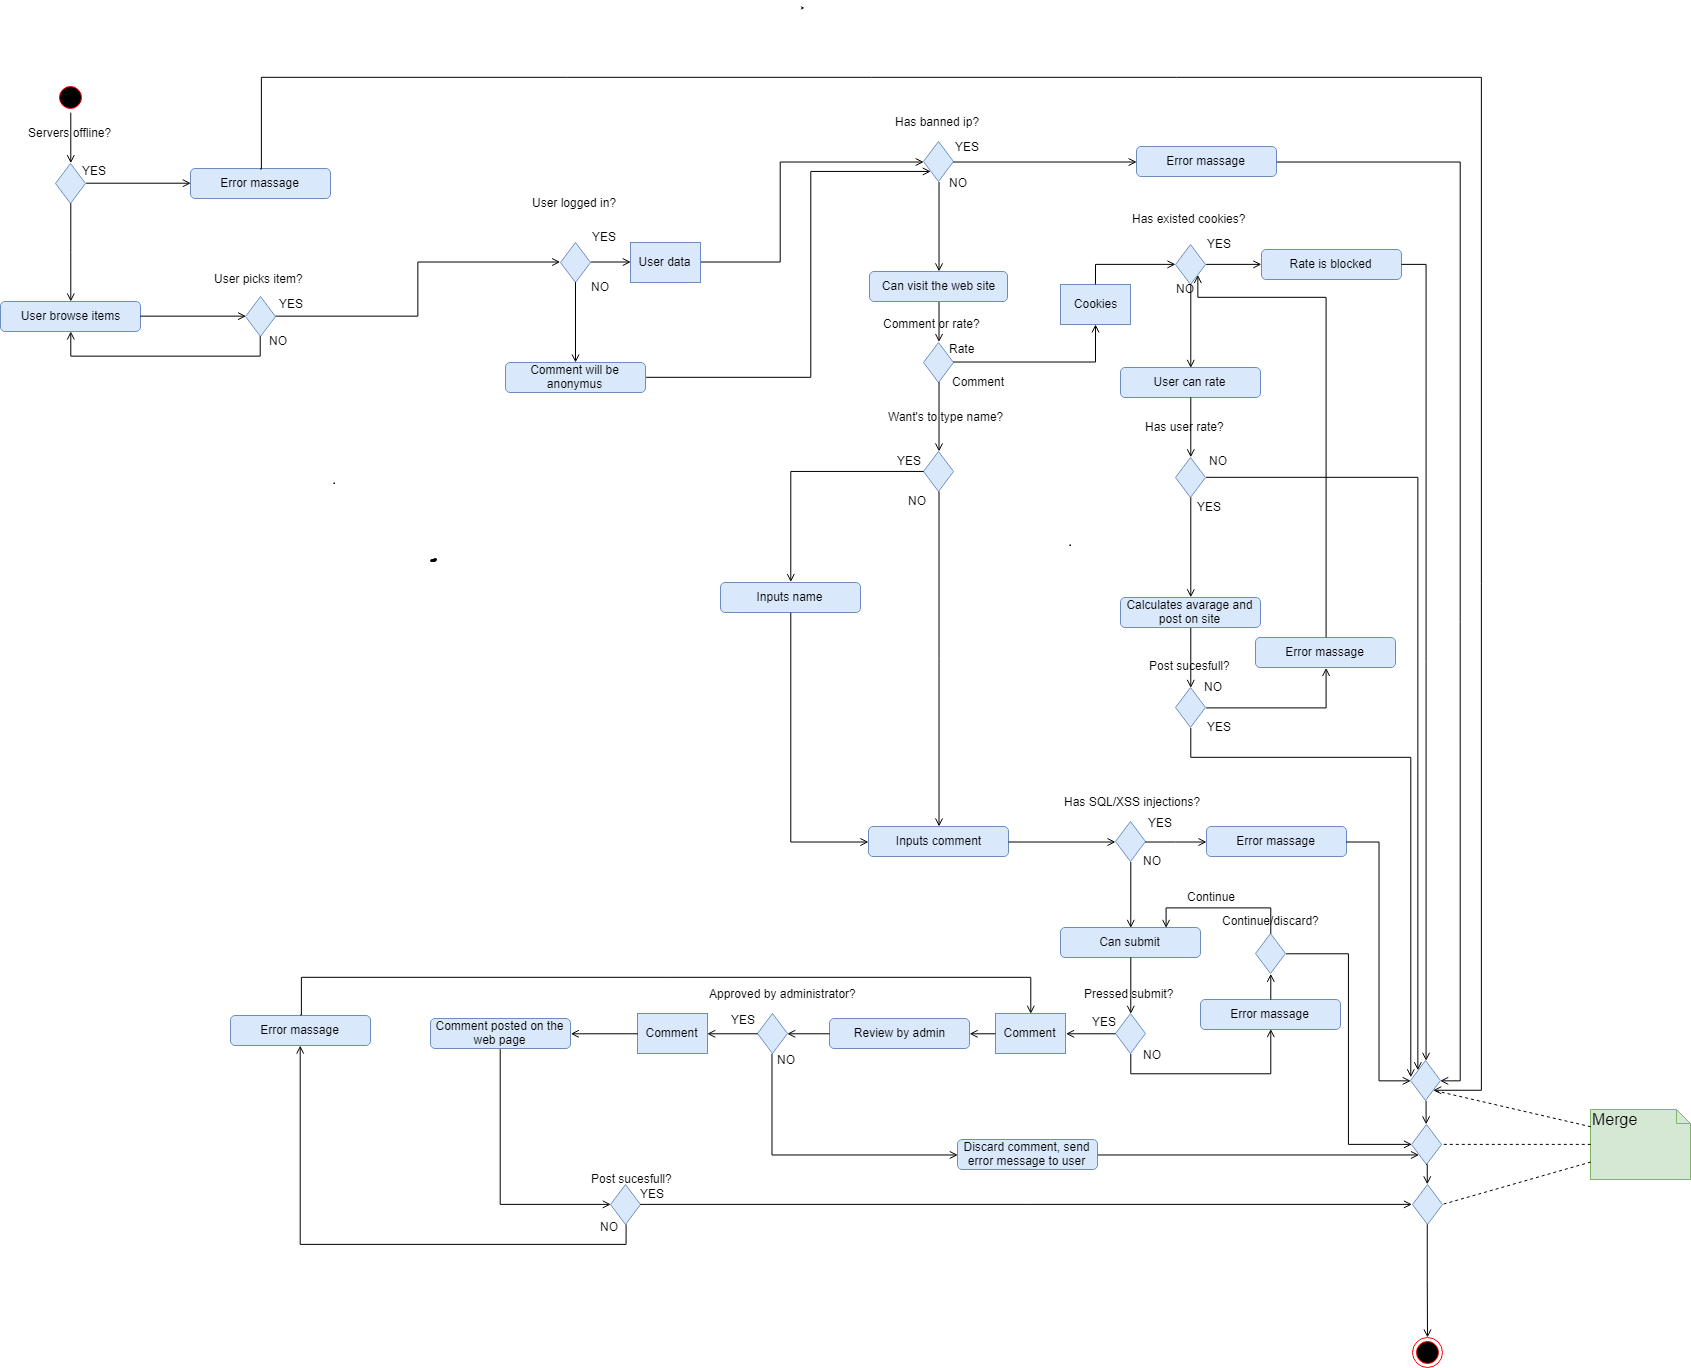 Has banned ip?
Servers offline?
YES
YES
Error massage
NO
Error massage
User logged in?
Has existed cookies?
YES
User data
YES
Rate is blocked
User picks item?
NO
Can visit the web site
NO
YES
Cookies
User browse items
Comment or rate?
NO
Rate
Comment will be
anonymus
Comment
User can rate
Want's to type name?
Has user rate?
YES
NO
NO
YES
Inputs name
Calculates avarage and
post on site
Error massage
Post sucesfull?
NO
YES
Has SQL/XSS injections?
YES
Inputs comment
Error massage
NO
Continue
Continue/discard?
Can submit
Approved by administrator?
Pressed submit?
Error massage
Comment posted on the
web page
Comment
YES
Review by admin
Comment
YES
Error massage
NO
NO
Merge
Discard comment, send
error message to user
Post sucesfull?
YES
NO